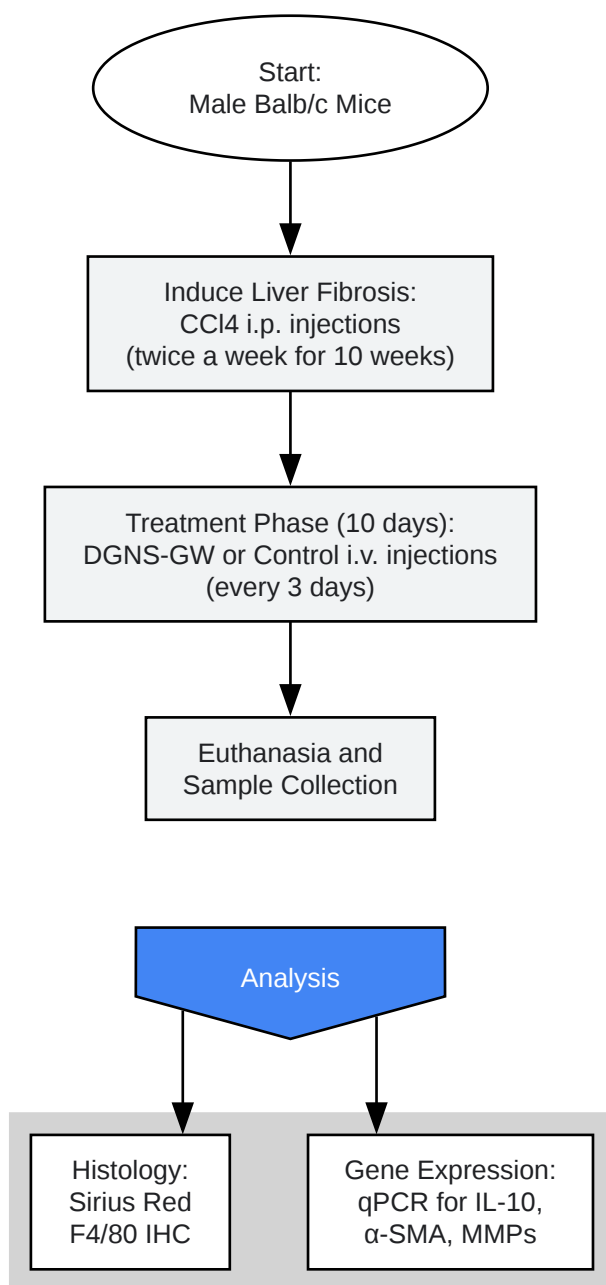 Start:
Male Balb/c Mice
Induce Liver Fibrosis:
CCl4 i.p. injections
(twice a week for 10 weeks)
Treatment Phase (10 days):
DGNS-GW or Control i.v. injections
(every 3 days)
Euthanasia and
Sample Collection
Analysis
Histology:
Sirius Red
F4/80 IHC
Gene Expression:
qPCR for IL-10,
α-SMA, MMPs